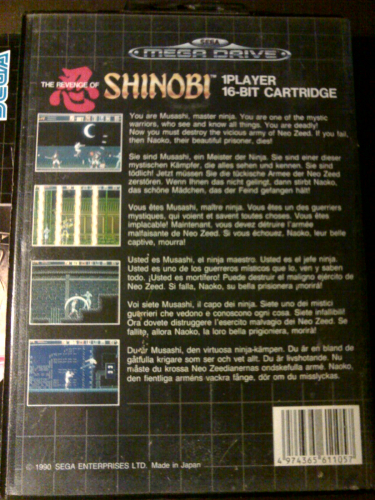 SEGA
SEGA
MEGA DRIVE
THE REVENGE OF 忍 SHINOBI™ 1PLAYER
16-BIT CARTRIDGE
You are Musashi, master ninja. You are one of the mystic
warriors, who see and know all things. You are deadly!
Now you must destroy the vicious army of Neo Zeed. If you fail,
then Naoko, their beautiful prisoner, dies!
Sie sind Musashi, ein Meister der Ninja. Sie sind einer dieser
mystischen Kämpfer, die alles sehen und kennen. Sie sind
tödlich! Jetzt müssen Sie die tückische Armee der Neo Zeed
zerstören. Wenn Ihnen das nicht gelingt, dann stirbt Naoko,
das schöne Mädchen, das der Feind gefangen hält!
Vous êtes Musashi, maître ninja. Vous êtes un des guerriers
mystiques, qui voient et savent toutes choses. Vous êtes
implacable! Maintenant, vous devez détruire l'armée
malfaisante de Neo Zeed. Si vous échouez, Naoko, leur belle
captive, mourra!
Usted es Musashi, el ninja maestro. Usted es el jefe ninja.
Usted es uno de los guerreros místicos que lo, ven y saben
todo. ¡Usted es mortífero! Puede destruir el maligno ejército de
Neo Zeed. Si falla, Naoko, su bella prisionera ¡morirá!
Voi siete Musashi, il capo dei ninja. Siete uno dei mistici
guerrieri che vedono e conoscono ogni cosa. Siete infallibili!
Ora dovete distruggere l'esercito malvagio dei Neo Zeed. Se
fallite, allora Naoko, la loro bella prigioniera, morirà!
Du är Musashi, den virtuosa ninja-kämpen. Du är en bland de
gåtfulla krigare som ser och vet allt. Du är livshotande. Nu
måste du krossa Neo Zeedianernas ondskefulla armé. Naoko,
den fientliga arméns vackra fånge, dör om du misslyckas.
4 974365 611057
© 1990 SEGA ENTERPRISES LTD. Made in Japan